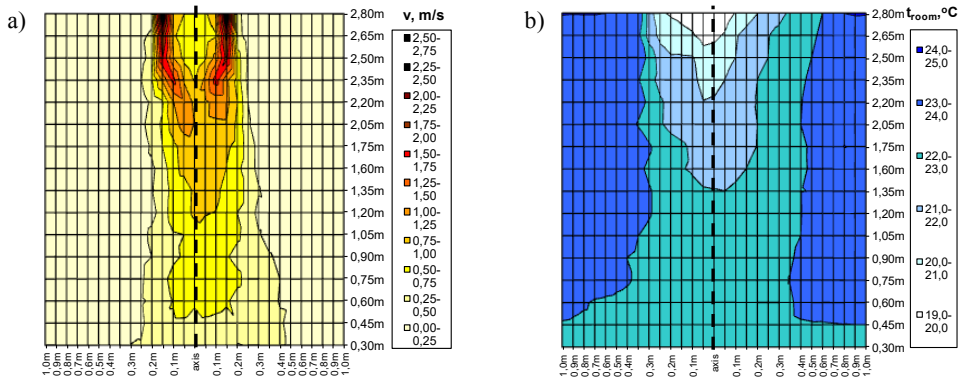 a)
2,80m
2,65m
2,50m
2,35m
2,20m
2,05m
1,75m
1,60m
1,35m
1,20m
1,05m
0,90m
0,75m
0,60m
0,45m
0,30m
1,0m
0,9m
0,8m
0,7m
0,6m
0,5m
0,4m
0,3m
0,2m
0,1m
axis
0,1m
0,2m
0,3m
0,4m
0,5m
0,6m
0,7m
0,8m
0,9m
1,0m
v, m/s
2,50-
2,75
2,25-
2,50
2,00-
2,25
1,75-
2,00
1,50-
1,75
1,25-
1,50
1,00-
1,25
0,75-
1,00
0,50-
0,75
0,25-
0,50
0,00-
0,25
b)
2,80m
2,65m
2,50m
2,35m
2,20m
2,05m
1,75m
1,60m
1,35m
1,20m
1,05m
0,90m
0,75m
0,60m
0,45m
0,30m
1,0m
0,9m
0,8m
0,7m
0,6m
0,5m
0,4m
0,3m
0,2m
0,1m
axis
0,1m
0,2m
0,3m
0,4m
0,5m
0,6m
0,7m
0,8m
0,9m
1,0m
troom,°C
24,0-
25,0
23,0-
24,0
22,0-
23,0
21,0-
22,0
20,0-
21,0
19,0-
20,0